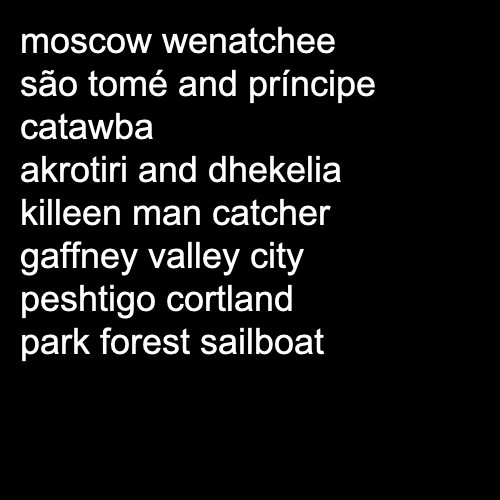 moscow wenatchee
são tomé and príncipe
catawba
akrotiri and dhekelia
killeen man catcher
gaffney valley city
peshtigo cortland
park forest sailboat